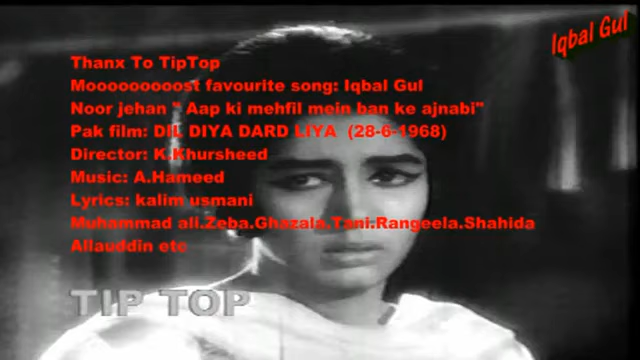 Iqbal Gul
Thanx To TipTop
Mooooooooost favourite song: Iqbal Gul
Noor jehan " Aap ki mehfil mein ban ke ajnabi"
Pak film: DIL DIYA DARD LIYA (28-6-1968)
Director: K.Khursheed
Music: A.Hameed
Lyrics: kalim usmani
Muhammad ali.Zeba.Ghazala.Tani.Rangeela.Shahida
Allauddin etc
TIP TOP